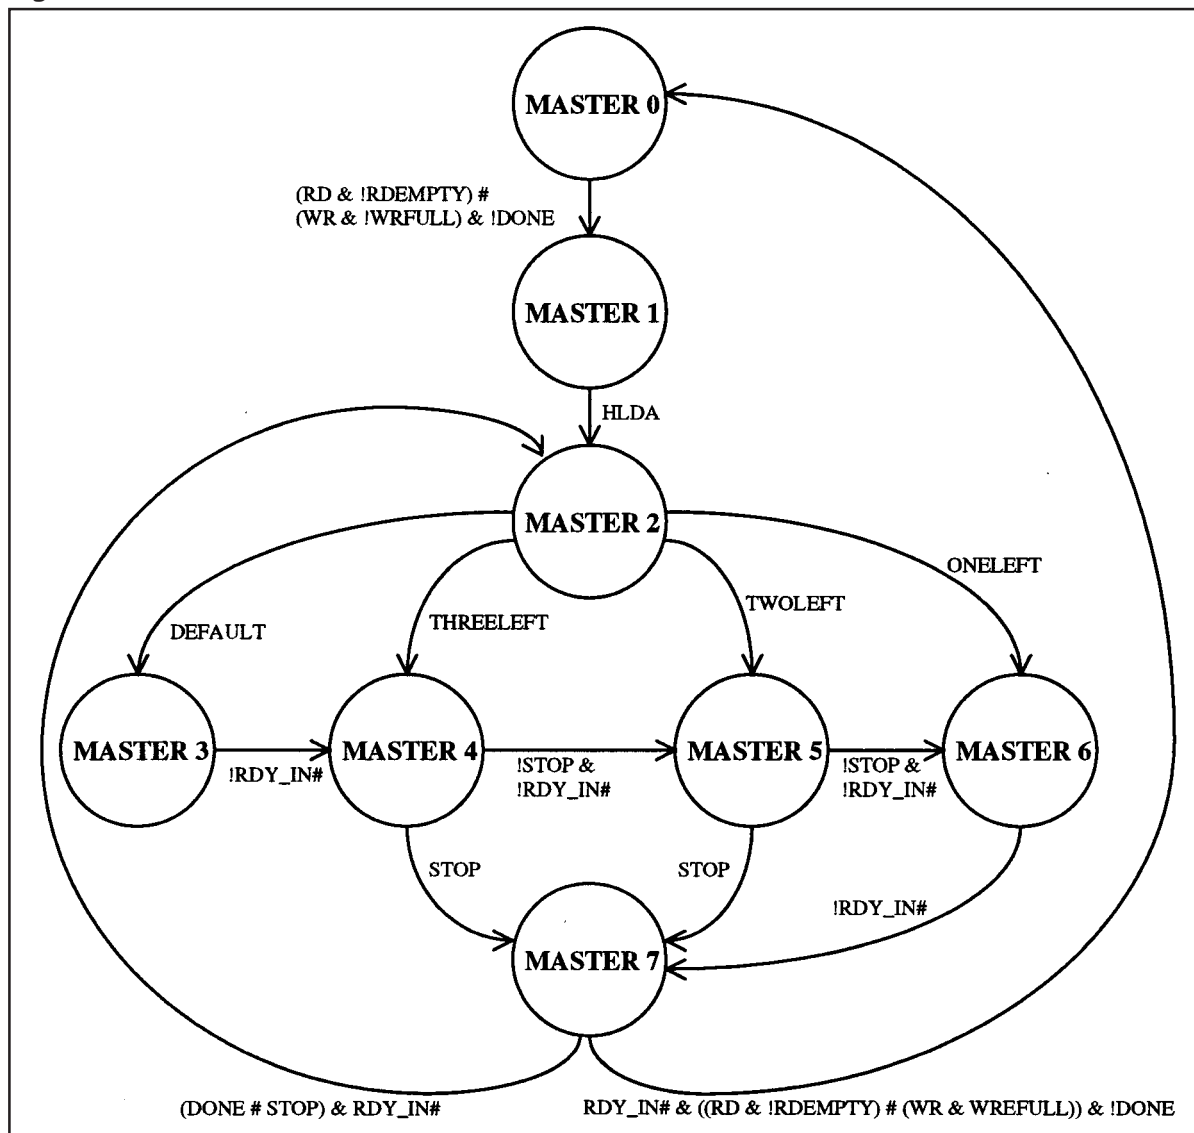 MASTER 0
(RD & !RDEMPTY) #
(WR & !WRFULL) & !DONE
MASTER 1
HLDA
MASTER 2
ONELEFT
TWOLEFT
THREELEFT
DEFAULT
MASTER 3
MASTER 4
MASTER 5
MASTER 6
!RDY_IN#
!STOP &
!RDY_IN#
!STOP &
!RDY_IN#
STOP
STOP
!RDY_IN#
MASTER 7
(DONE # STOP) & RDY_IN#
RDY_IN# & ((RD & !RDEMPTY) # (WR & WREFULL)) & !DONE